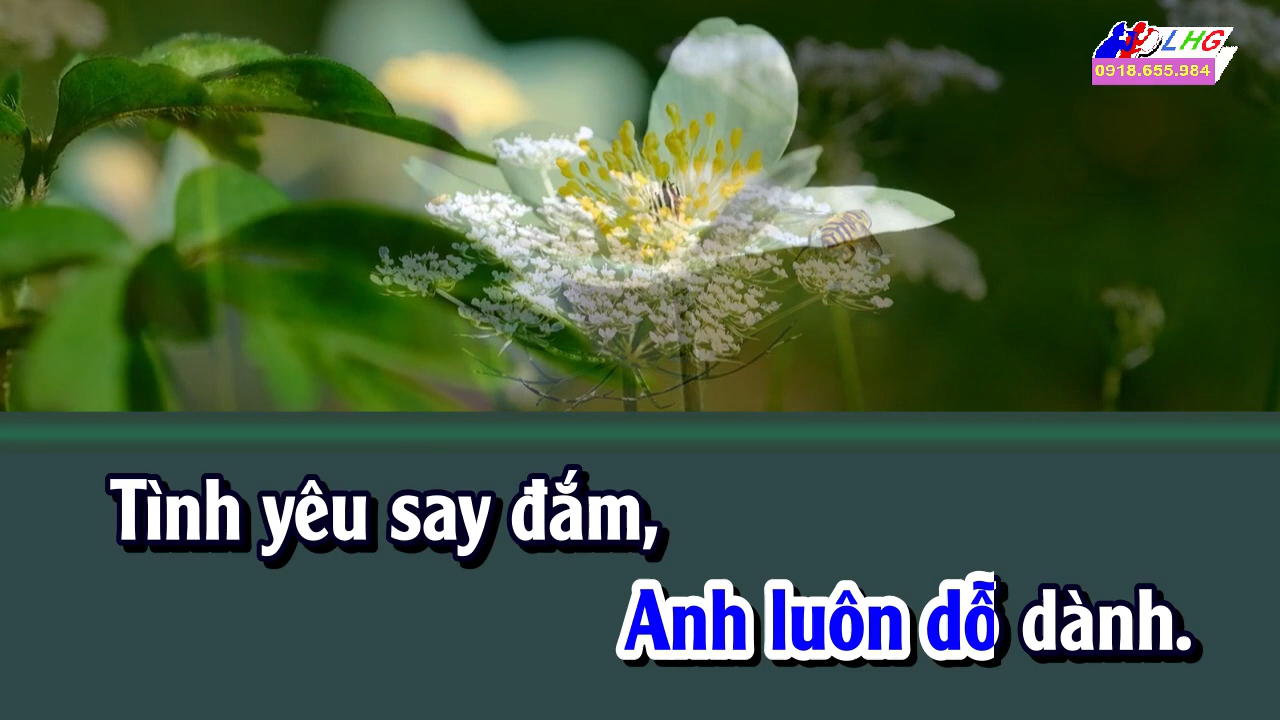 LHG
0918.655.984
Tình yêu say đắm,
Anh luôn dỗ dành.